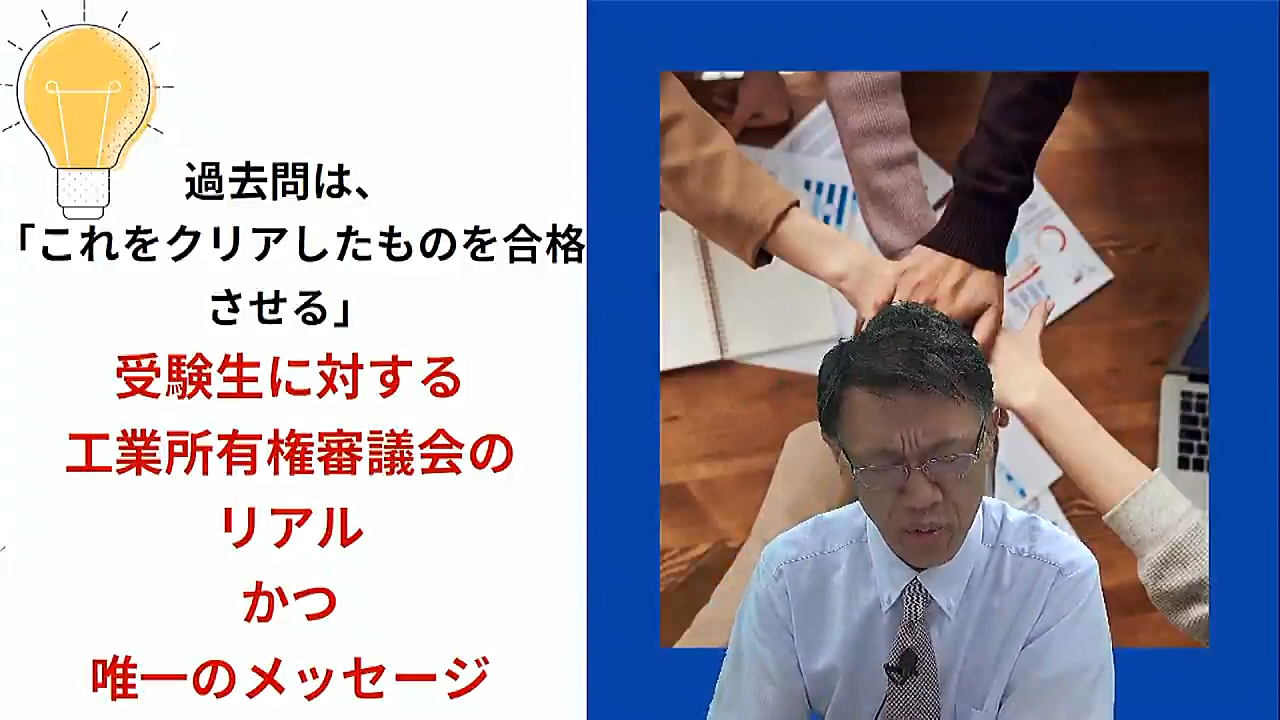 過去問は、
「これをクリアしたものを合格
させる」
受験生に対する
工業所有権審議会の
リアル
かつ
唯一のメッセージ